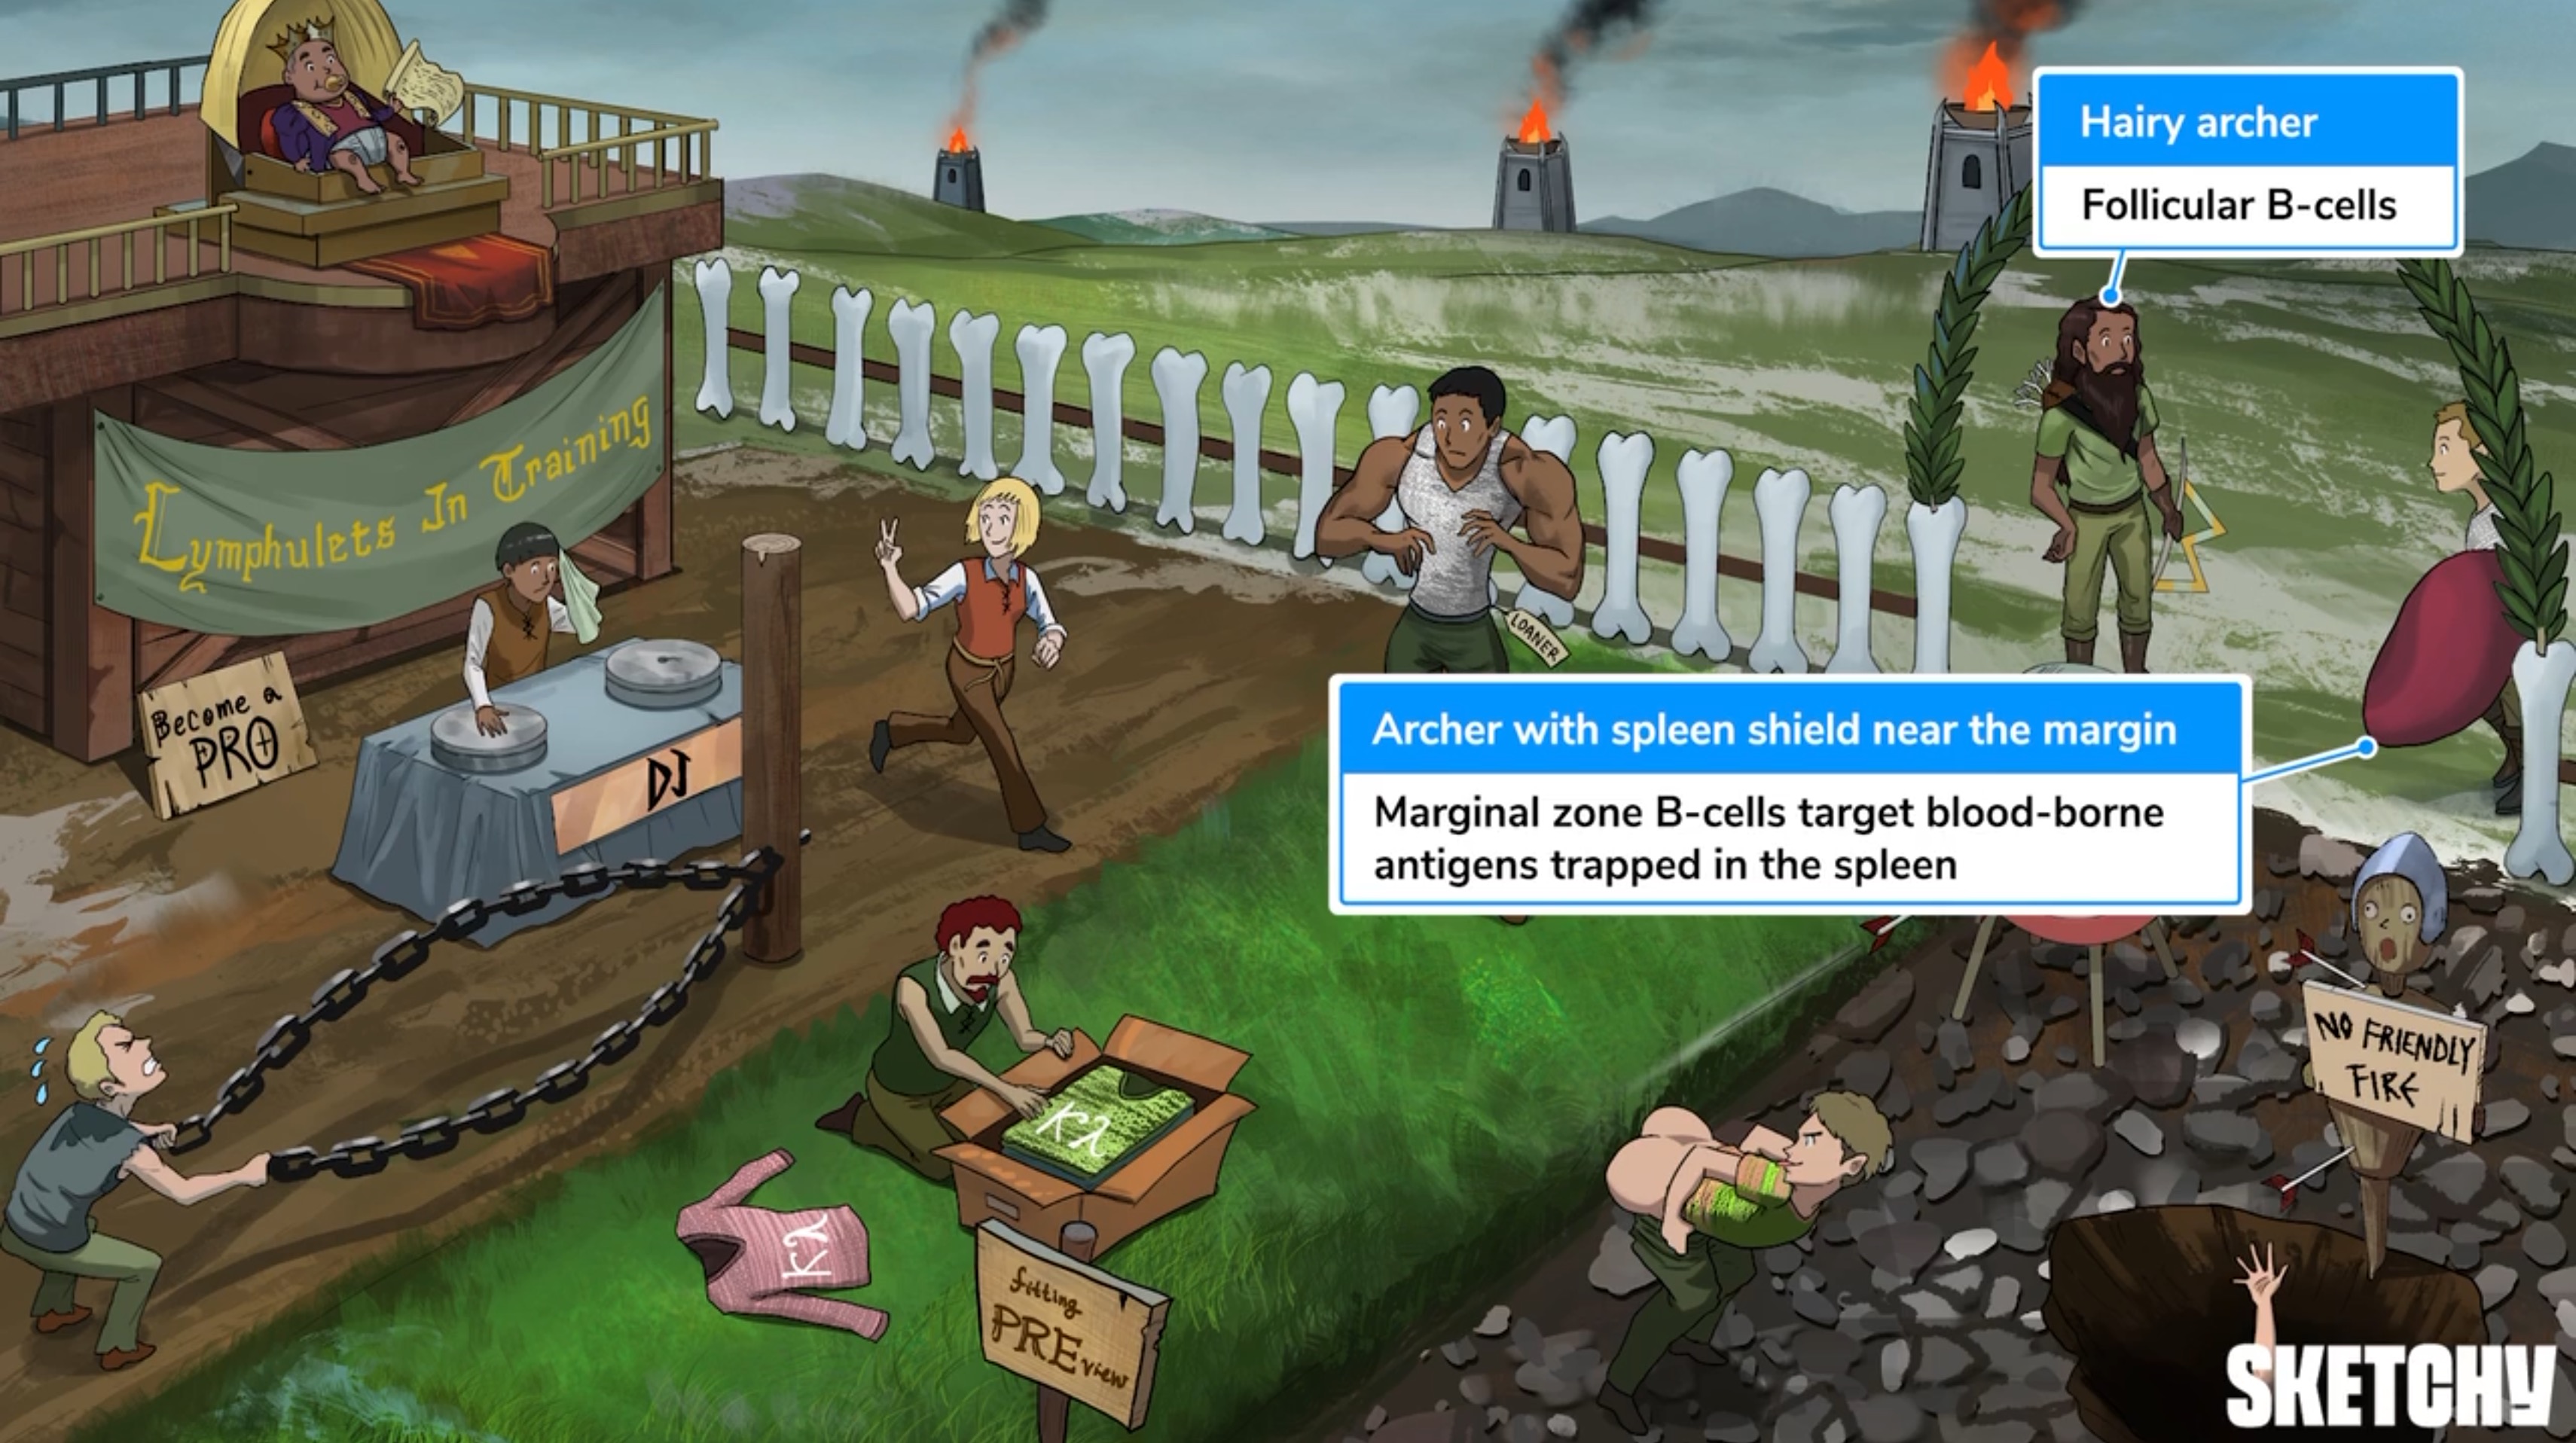 Hairy archer
Follicular B-cells
Lymphulets In Training
Become a
PRO
DJ
LOANER
Archer with spleen shield near the margin
Marginal zone B-cells target blood-borne
antigens trapped in the spleen
NO FRIENDLY
FIRE
κλ
κλ
fitting
PREview
SKETCHY